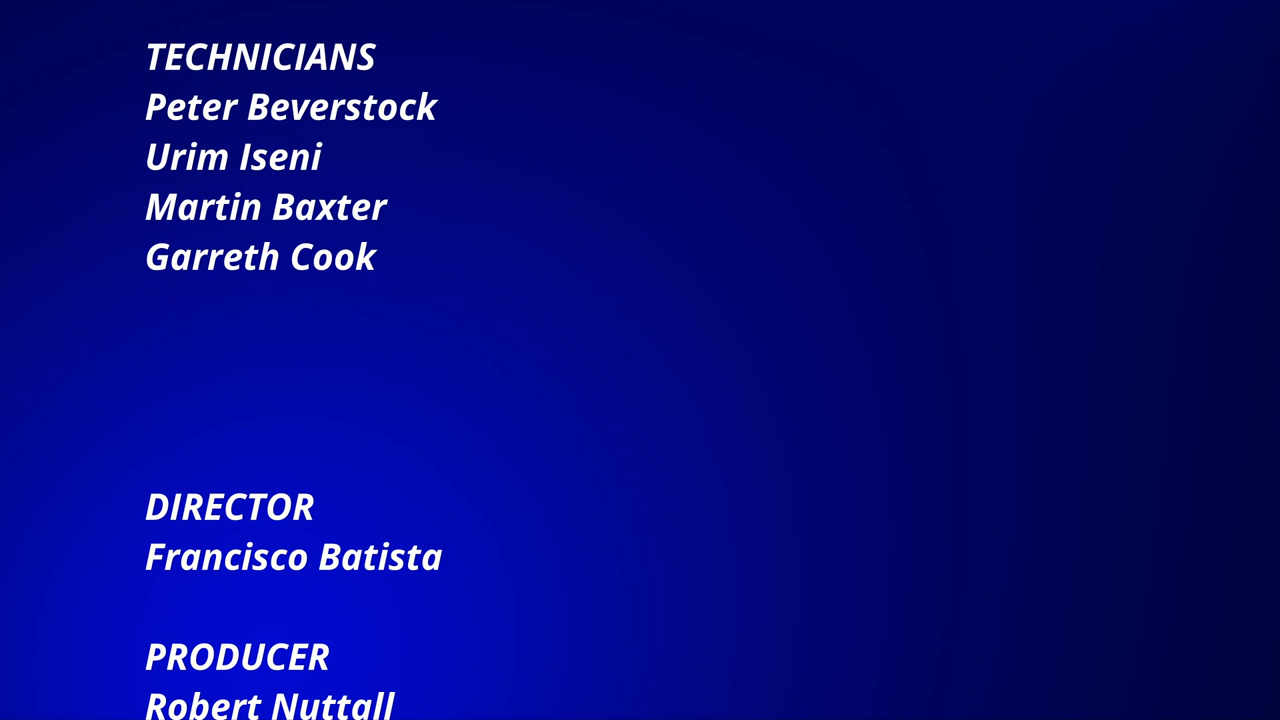 TECHNICIANS
Peter Beverstock
Urim Iseni
Martin Baxter
Garreth Cook
DIRECTOR
Francisco Batista
PRODUCER
Robert Nuttall